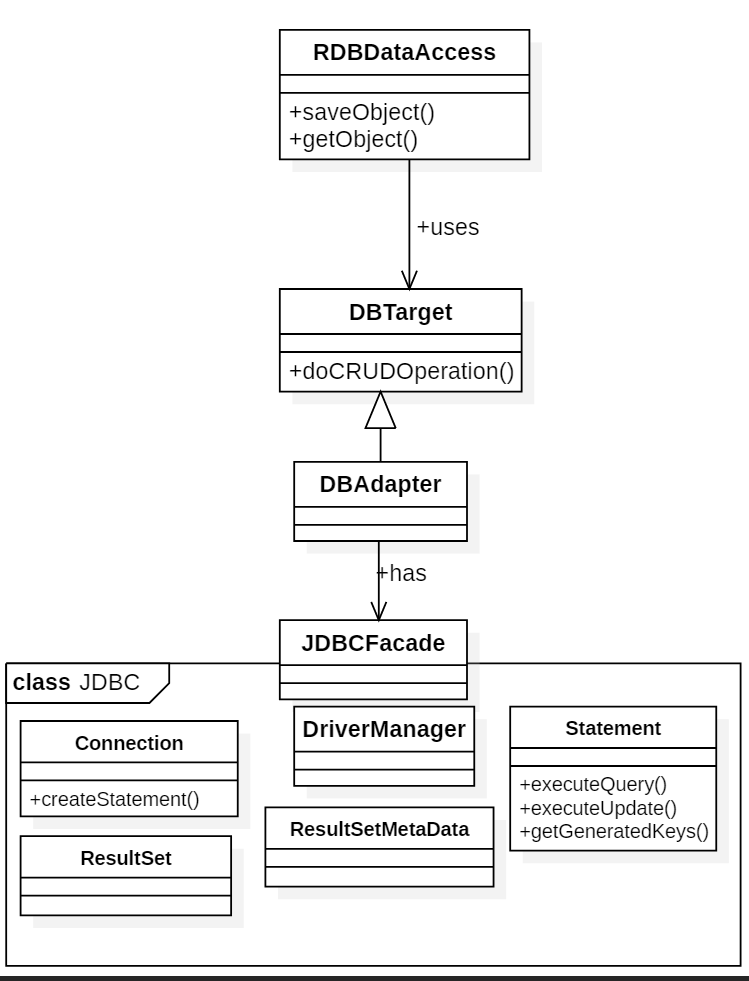 RDBDataAccess
+saveObject()
+getObject()
+uses
DBTarget
+doCRUDOperation()
DBAdapter
+has
JDBCFacade
class JDBC
Connection
+createStatement()
DriverManager
Statement
+executeQuery()
+executeUpdate()
+getGeneratedKeys()
ResultSetMetaData
ResultSet